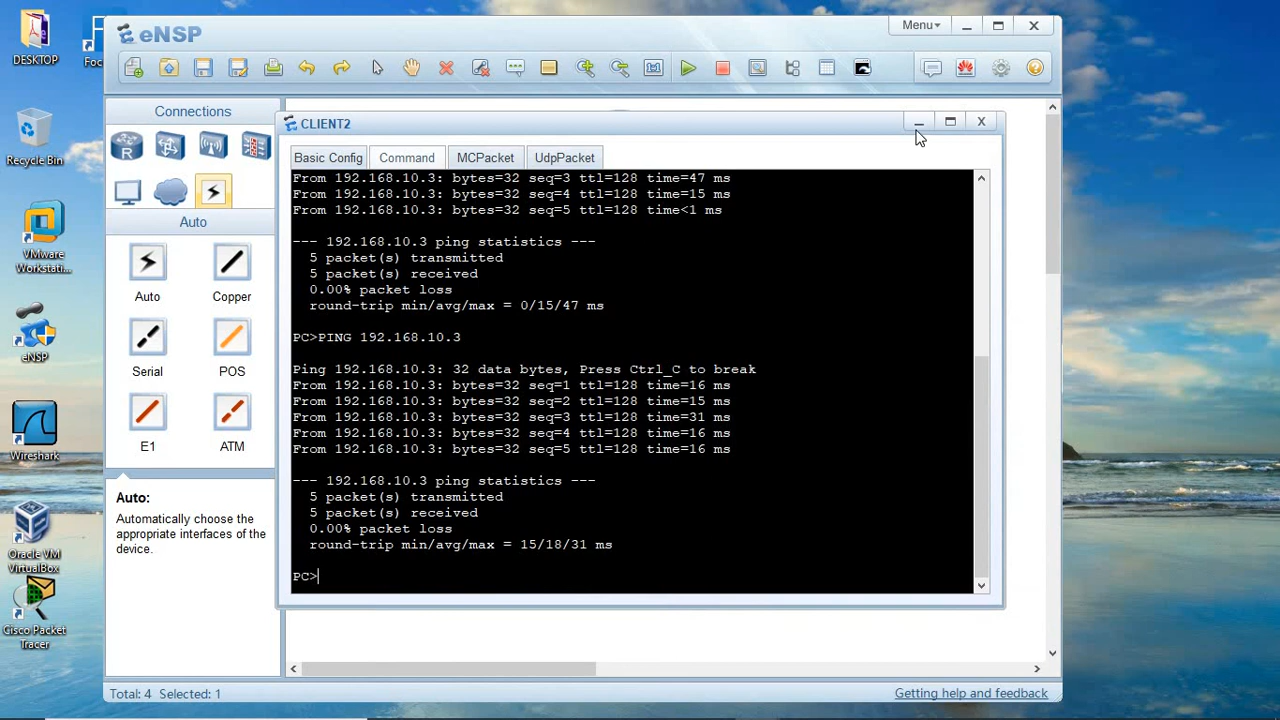 DESKTOP
Foc
Recycle Bin
VMware
Workstati...
eNSP
Wireshark
Oracle VM
VirtualBox
Cisco Packet
Tracer
eNSP
Menu
Connections
R
Auto
Auto
Copper
Serial
POS
E1
ATM
Auto:
Automatically choose the
appropriate interfaces of the
device.
CLIENT2
Basic Config
Command
MCPacket
UdpPacket
From 192.168.10.3: bytes=32 seq=3 ttl=128 time=47 ms
From 192.168.10.3: bytes=32 seq=4 ttl=128 time=15 ms
From 192.168.10.3: bytes=32 seq=5 ttl=128 time<1 ms
--- 192.168.10.3 ping statistics ---
5 packet(s) transmitted
5 packet(s) received
0.00% packet loss
round-trip min/avg/max = 0/15/47 ms
PC>PING 192.168.10.3
Ping 192.168.10.3: 32 data bytes, Press Ctrl_C to break
From 192.168.10.3: bytes=32 seq=1 ttl=128 time=16 ms
From 192.168.10.3: bytes=32 seq=2 ttl=128 time=15 ms
From 192.168.10.3: bytes=32 seq=3 ttl=128 time=31 ms
From 192.168.10.3: bytes=32 seq=4 ttl=128 time=16 ms
From 192.168.10.3: bytes=32 seq=5 ttl=128 time=16 ms
--- 192.168.10.3 ping statistics ---
5 packet(s) transmitted
5 packet(s) received
0.00% packet loss
round-trip min/avg/max = 15/18/31 ms
PC>
Total: 4 Selected: 1
Getting help and feedback